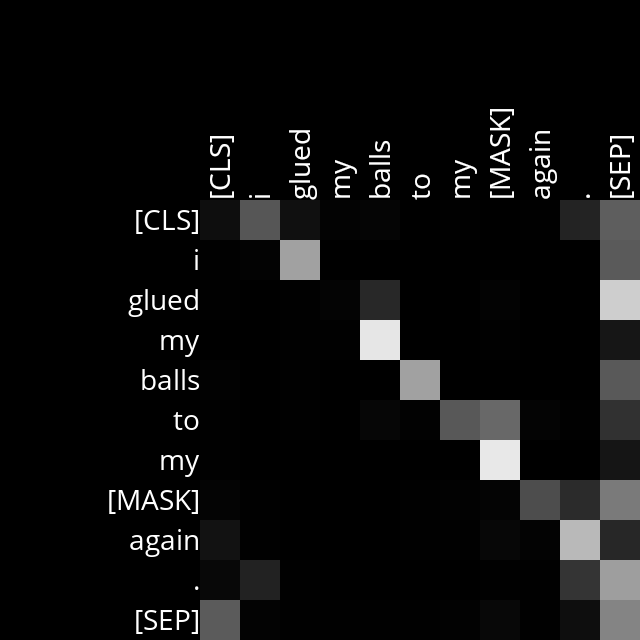 [CLS] i glued my balls to my [MASK] again . [SEP]
[CLS]
i
glued
my
balls
to
my
[MASK]
again
.
[SEP]